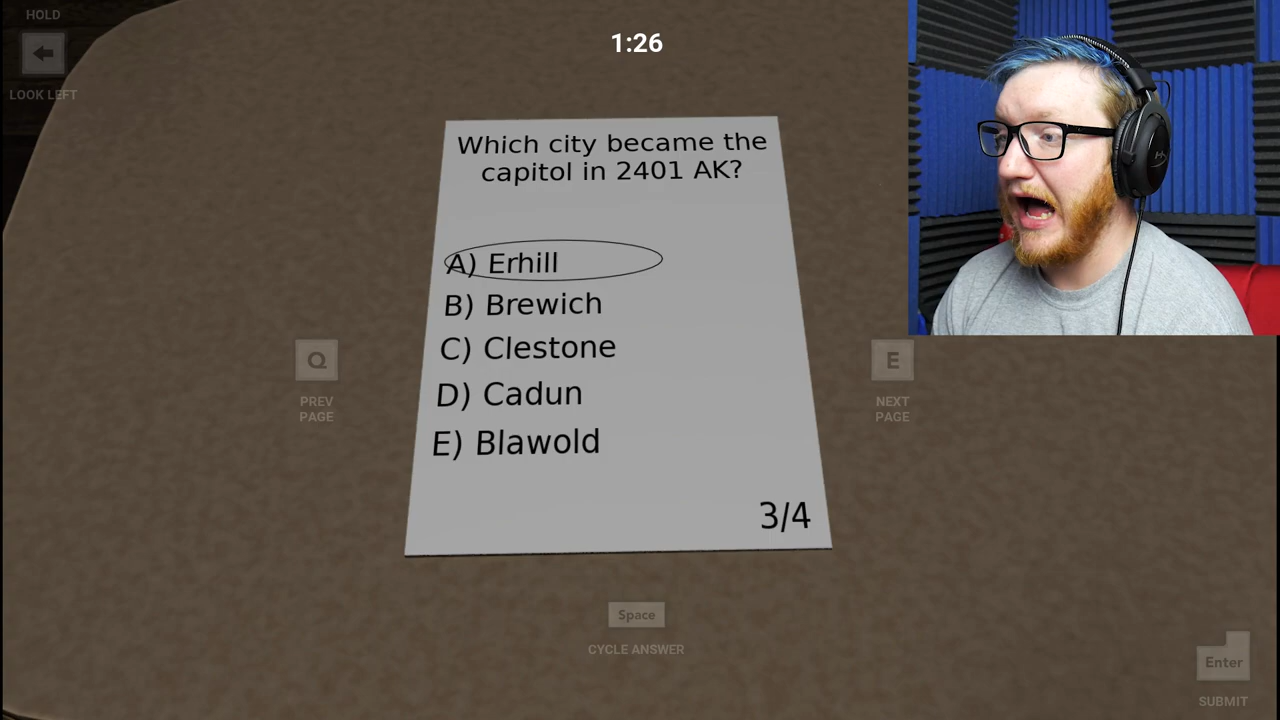 HOLD
LOOK LEFT
1:26
Which city became the
capitol in 2401 AK?
A) Erhill
B) Brewich
C) Clestone
D) Cadun
E) Blawold
3/4
Q
PREV
PAGE
E
NEXT
PAGE
Space
CYCLE ANSWER
Enter
SUBMIT